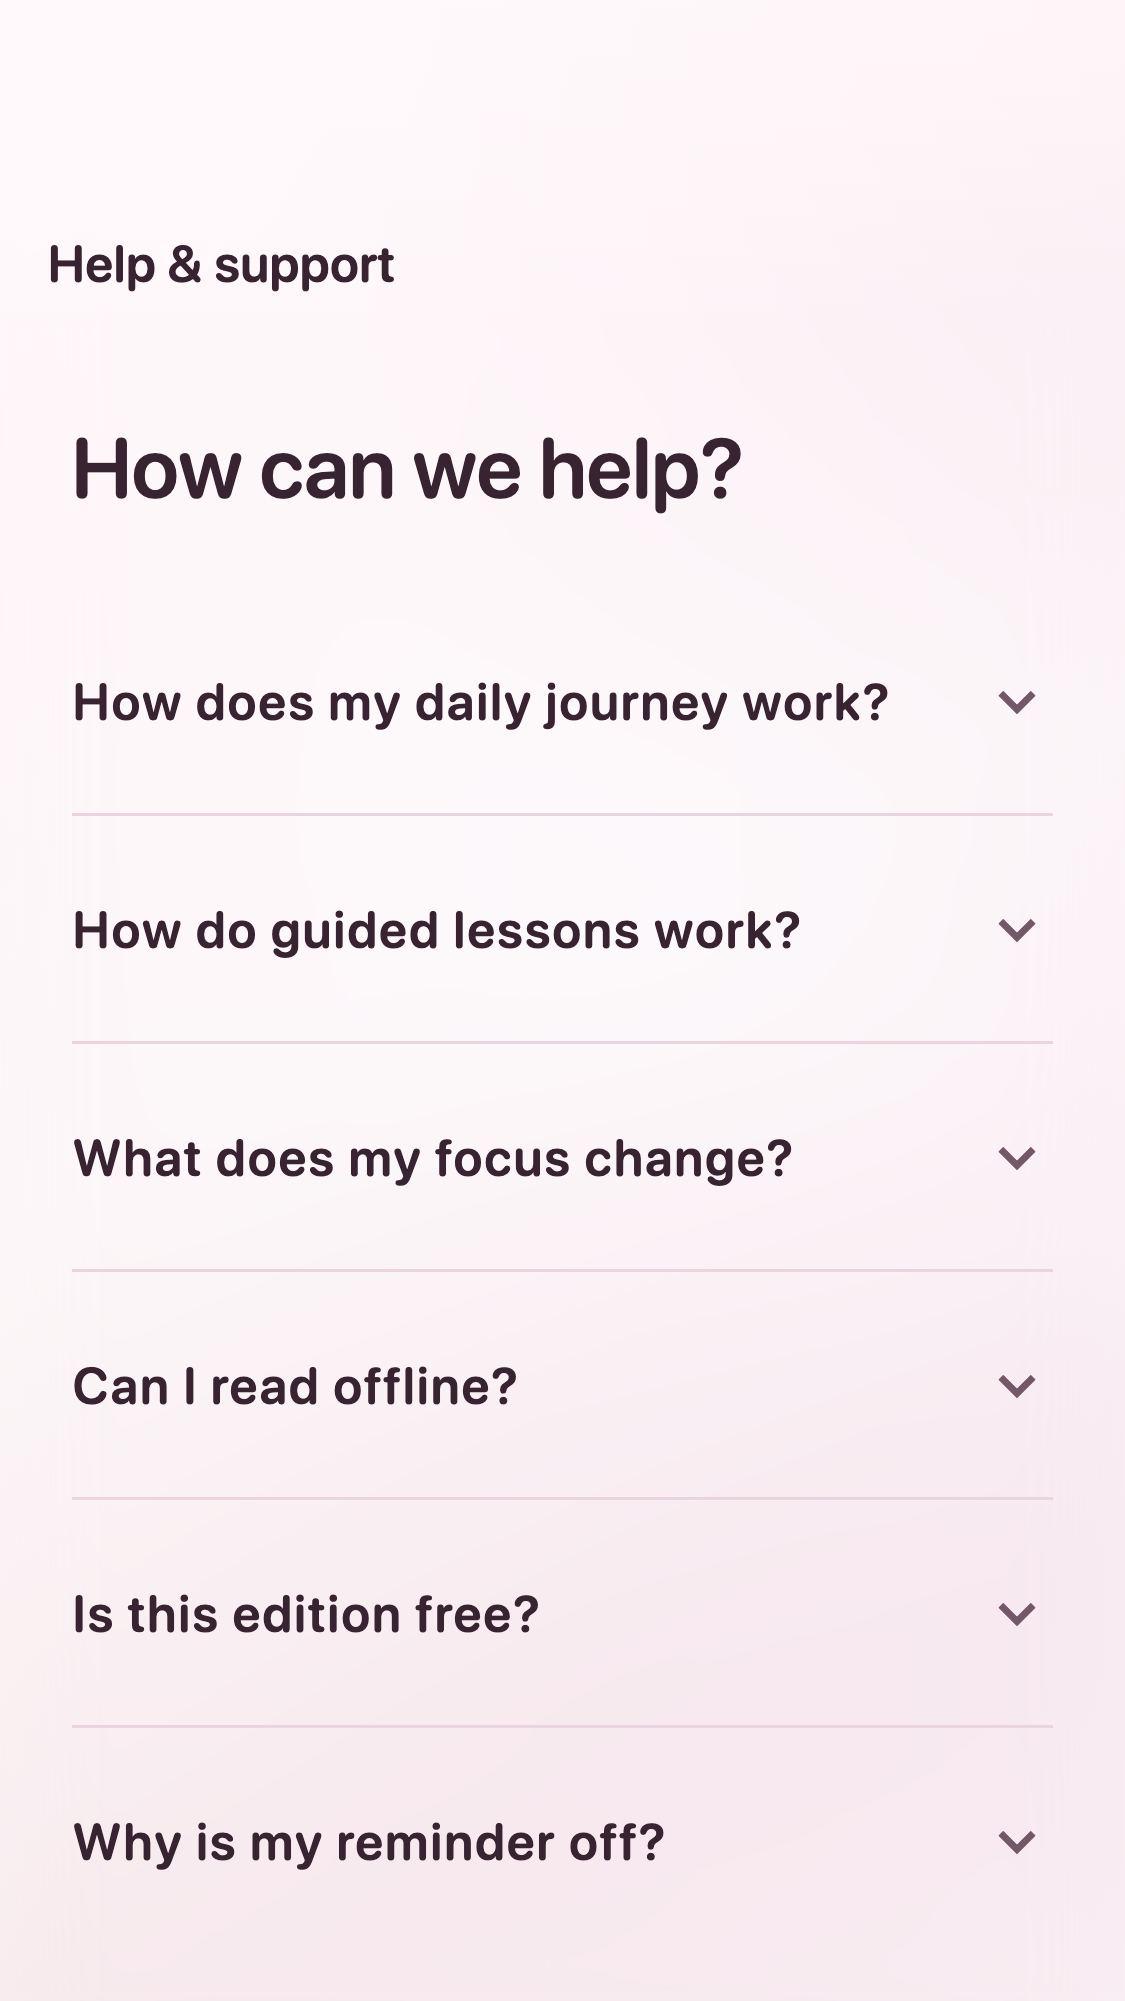 Help & support
How can we help?
How does my daily journey work?
How do guided lessons work?
What does my focus change?
Can I read offline?
Is this edition free?
Why is my reminder off?